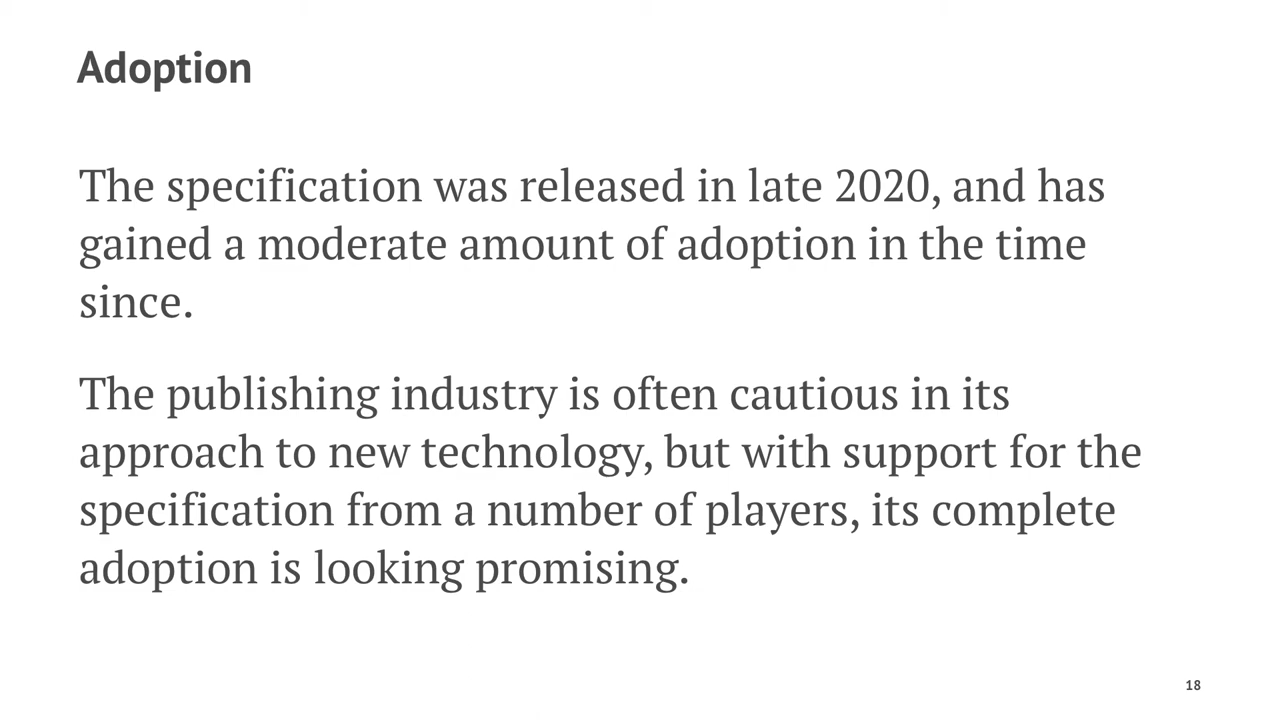 Adoption
The specification was released in late 2020, and has
gained a moderate amount of adoption in the time
since.
The publishing industry is often cautious in its
approach to new technology, but with support for the
specification from a number of players, its complete
adoption is looking promising.
18